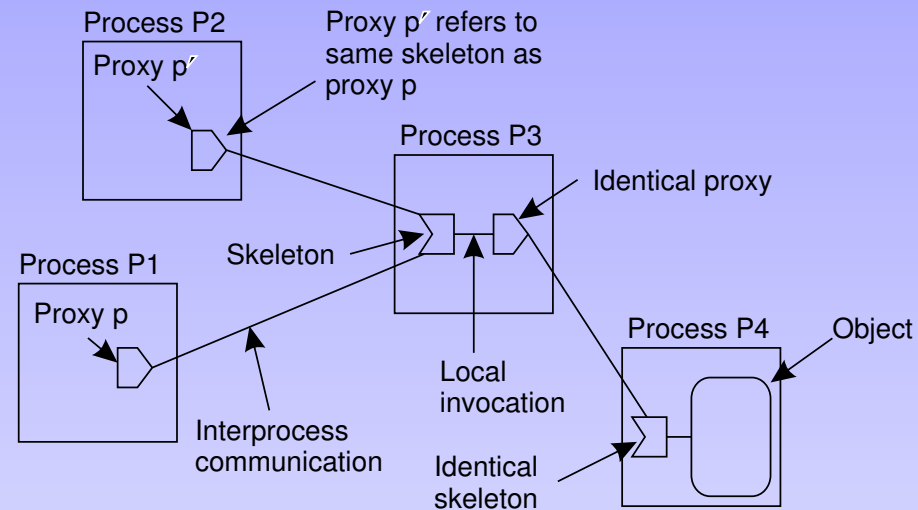 Process P2
Proxy p′
Proxy p′ refers to
same skeleton as
proxy p
Process P3
Identical proxy
Skeleton
Process P1
Proxy p
Interprocess
communication
Local
invocation
Process P4
Object
Identical
skeleton